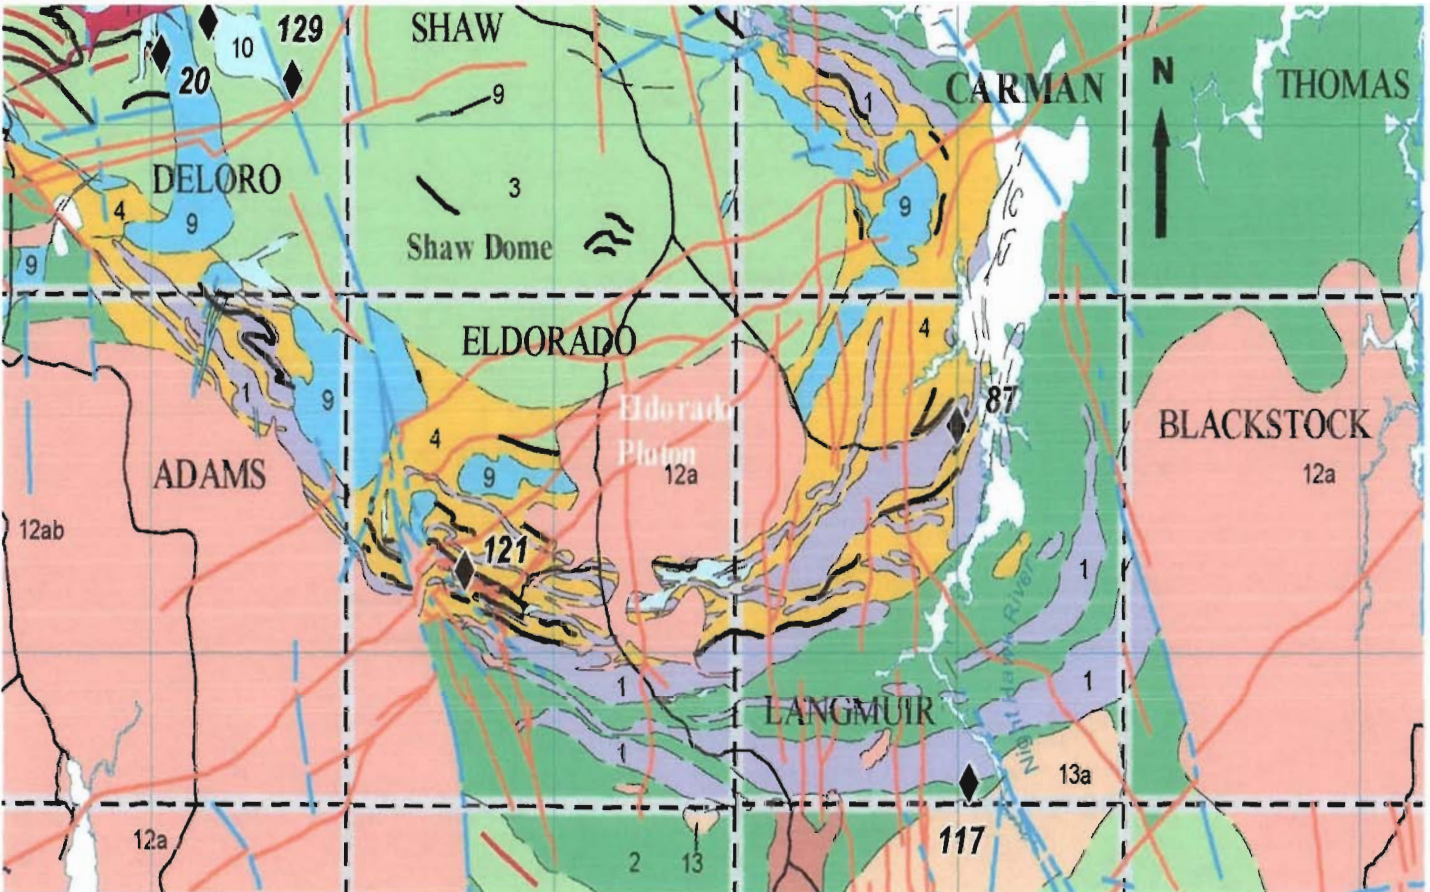 SHAW
10
129
20
N
THOMAS
CARMAN
1
9
DELORO
3
4
9
9
Shaw Dome
9
ELDORADO
4
1
9
87
Eldorado
Pluton
BLACKSTOCK
4
ADAMS
9
12a
12a
12ab
121
1
Night Hawk River
1
1
LANGMUIR
1
13a
12a
117
2
13